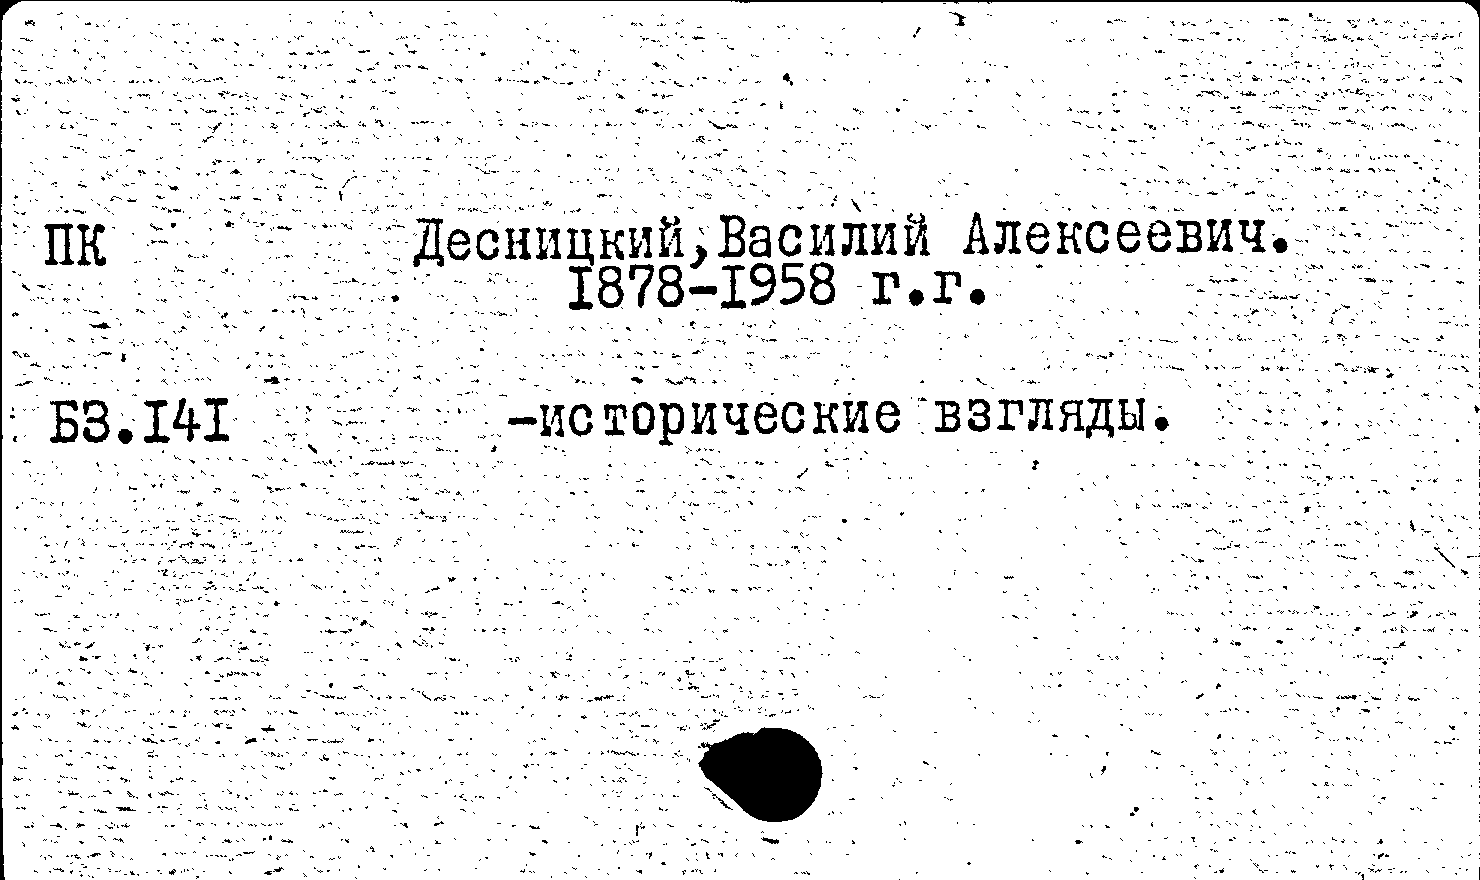 ПК Десницкий, Василий Алексеевич.
1878-1958 г.г.
Б3.141 -исторические взгляды.